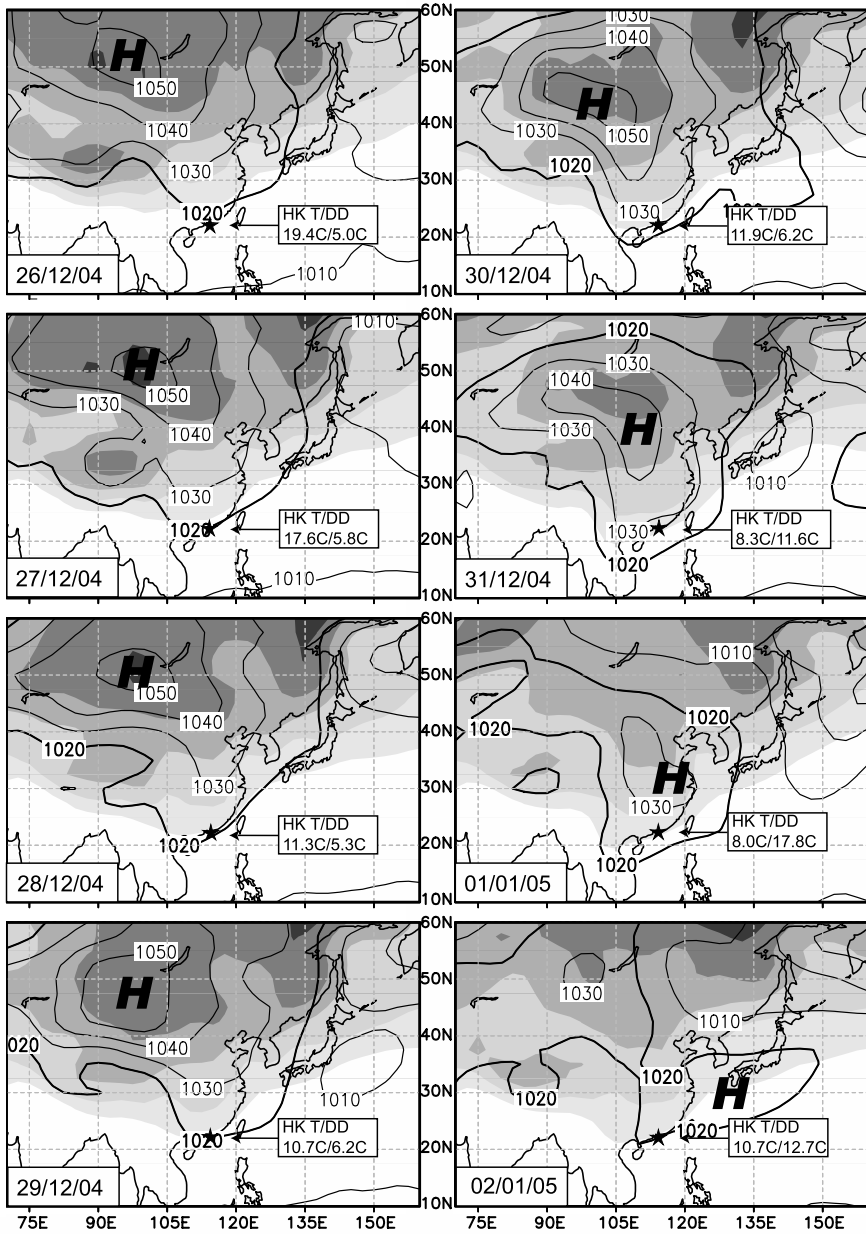 60N
1030
1040
H
50N
H
1050
1040
40N
1030
1050
1030
1020
30N
1020
1030
HK T/DD
19.4C/5.0C
HK T/DD
11.9C/6.2C
20N
26/12/04
1010
30/12/04
10N
1010
60N
1020
H
1050
1030
50N
1040
1030
1040
40N
1030
H
1030
30N
1010
1020
HK T/DD
17.6C/5.8C
1030
HK T/DD
8.3C/11.6C
20N
27/12/04
1010
1020
31/12/04
10N
60N
H
1050
1010
50N
1040
1020
40N
1020
1020
1030
30N
H
1030
1020
HK T/DD
11.3C/5.3C
HK T/DD
8.0C/17.8C
20N
28/12/04
1020
01/01/05
10N
60N
1050
H
1030
50N
1040
1010
40N
020
1030
1010
1020
H
30N
1020
1020
HK T/DD
10.7C/6.2C
1020
HK T/DD
10.7C/12.7C
20N
29/12/04
02/01/05
10N
75E 90E 105E 120E 135E 150E
75E 90E 105E 120E 135E 150E